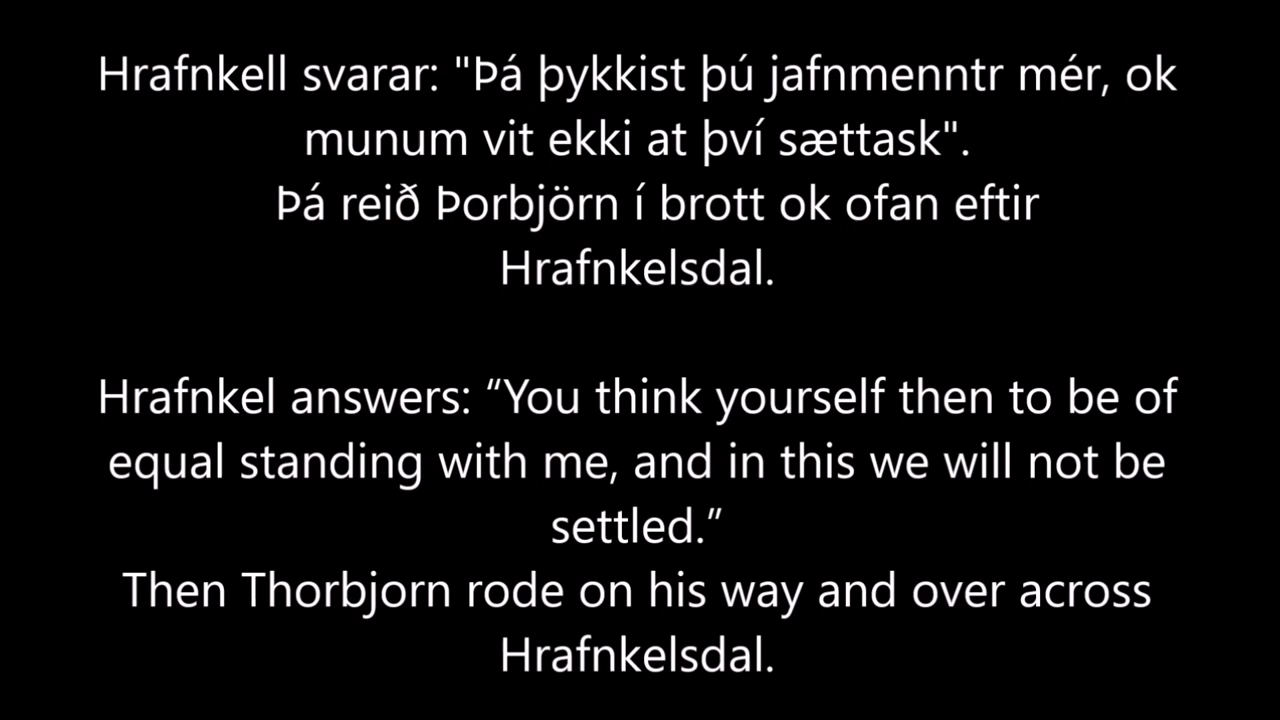 Hrafnkell svarar: "Þá þykkist þú jafnmenntr mér, ok
munum vit ekki at því sættask".
Þá reið Þorbjörn í brott ok ofan eftir
Hrafnkelsdal.
Hrafnkel answers: “You think yourself then to be of
equal standing with me, and in this we will not be
settled.”
Then Thorbjorn rode on his way and over across
Hrafnkelsdal.